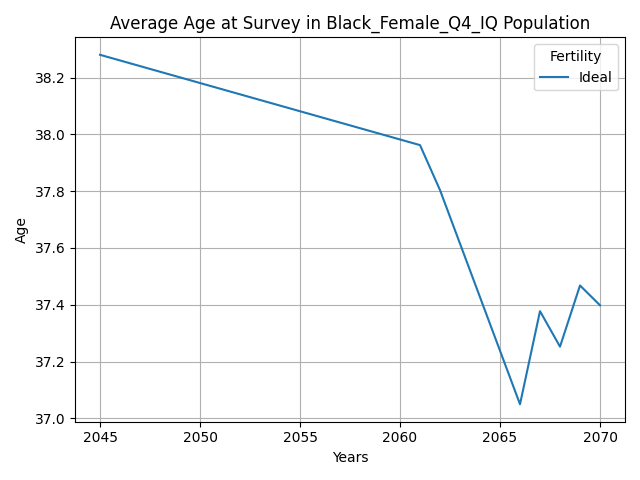 Average Age at Survey in Black_Female_Q4_IQ Population
Fertility
Ideal
38.2
38.0
37.8
37.6
37.4
37.2
37.0
Age
2045
2050
2055
2060
2065
2070
Years